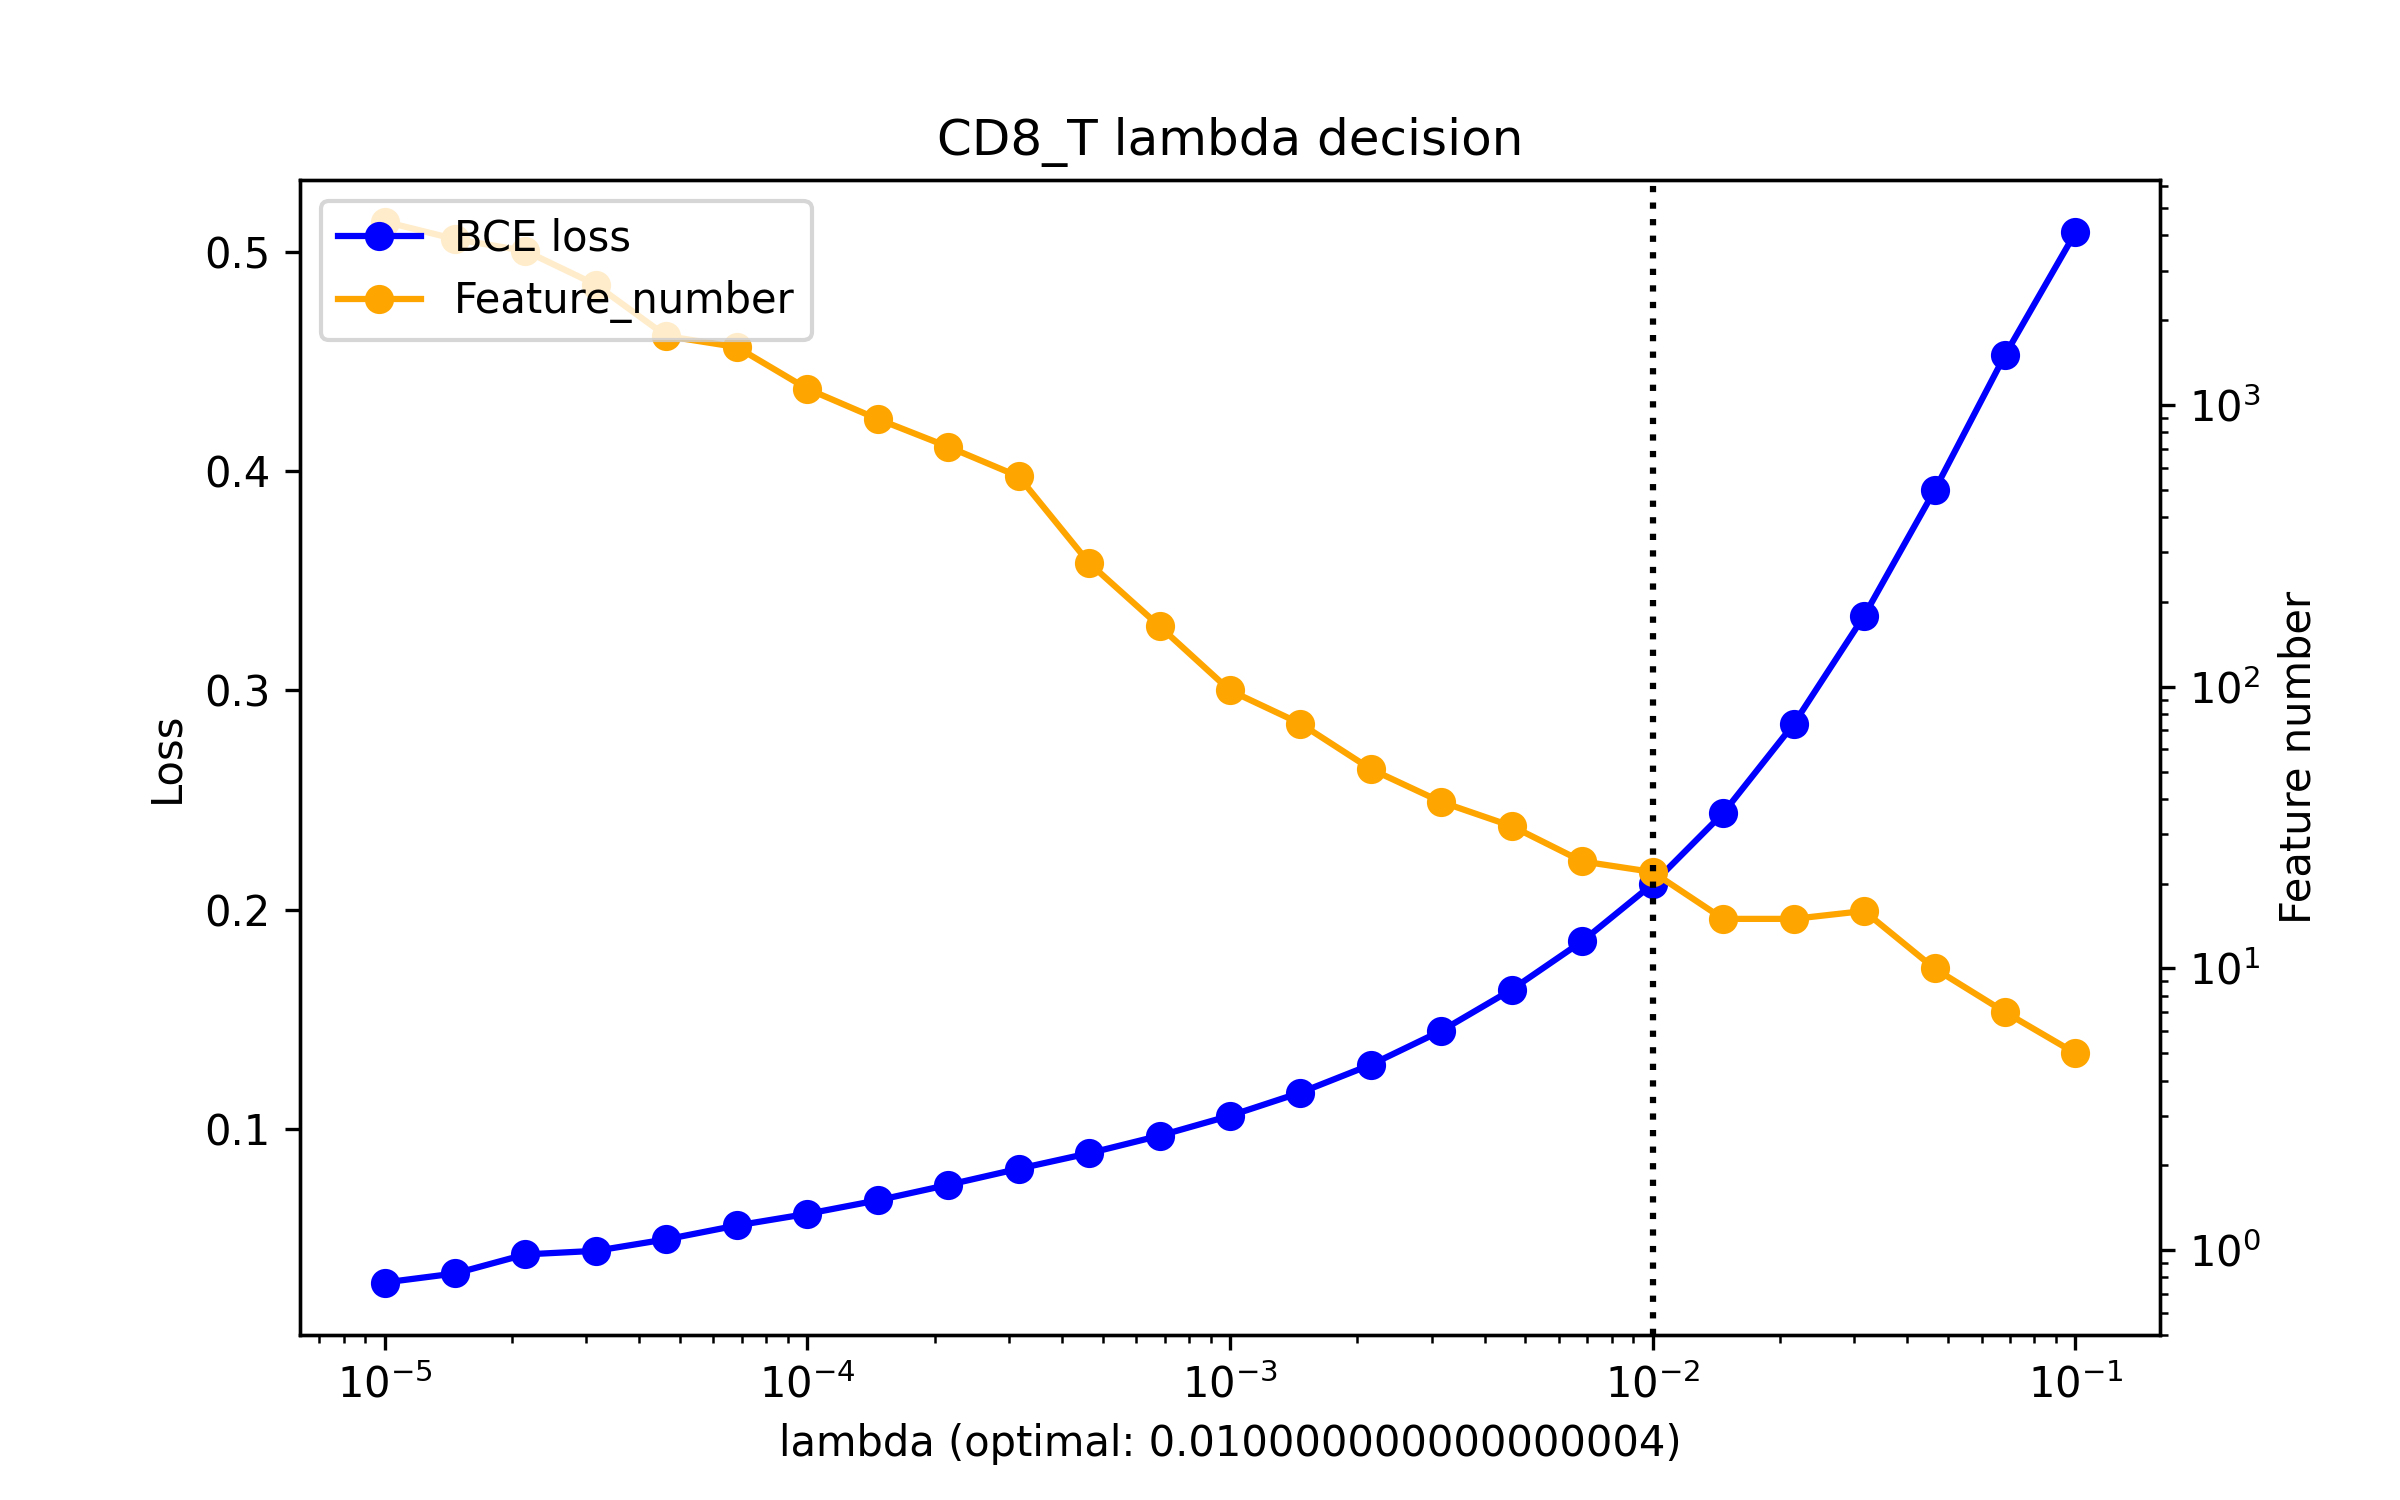 CD8_T lambda decision
BCE loss
Feature_number
0.5
0.4
0.3
0.2
0.1
Loss
10³
10²
10¹
10⁰
Feature number
10⁻⁵ 10⁻⁴ 10⁻³ 10⁻² 10⁻¹
lambda (optimal: 0.010000000000000004)